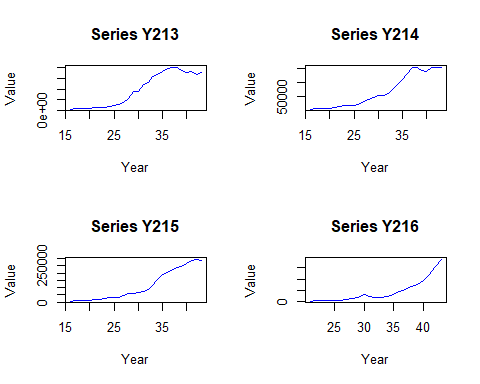 Series Y213
Value
0e+00
15 25 35
Year
Series Y214
Value
50000
15 25 35
Year
Series Y215
Value
0 250000
15 25 35
Year
Series Y216
Value
0
25 30 35 40
Year